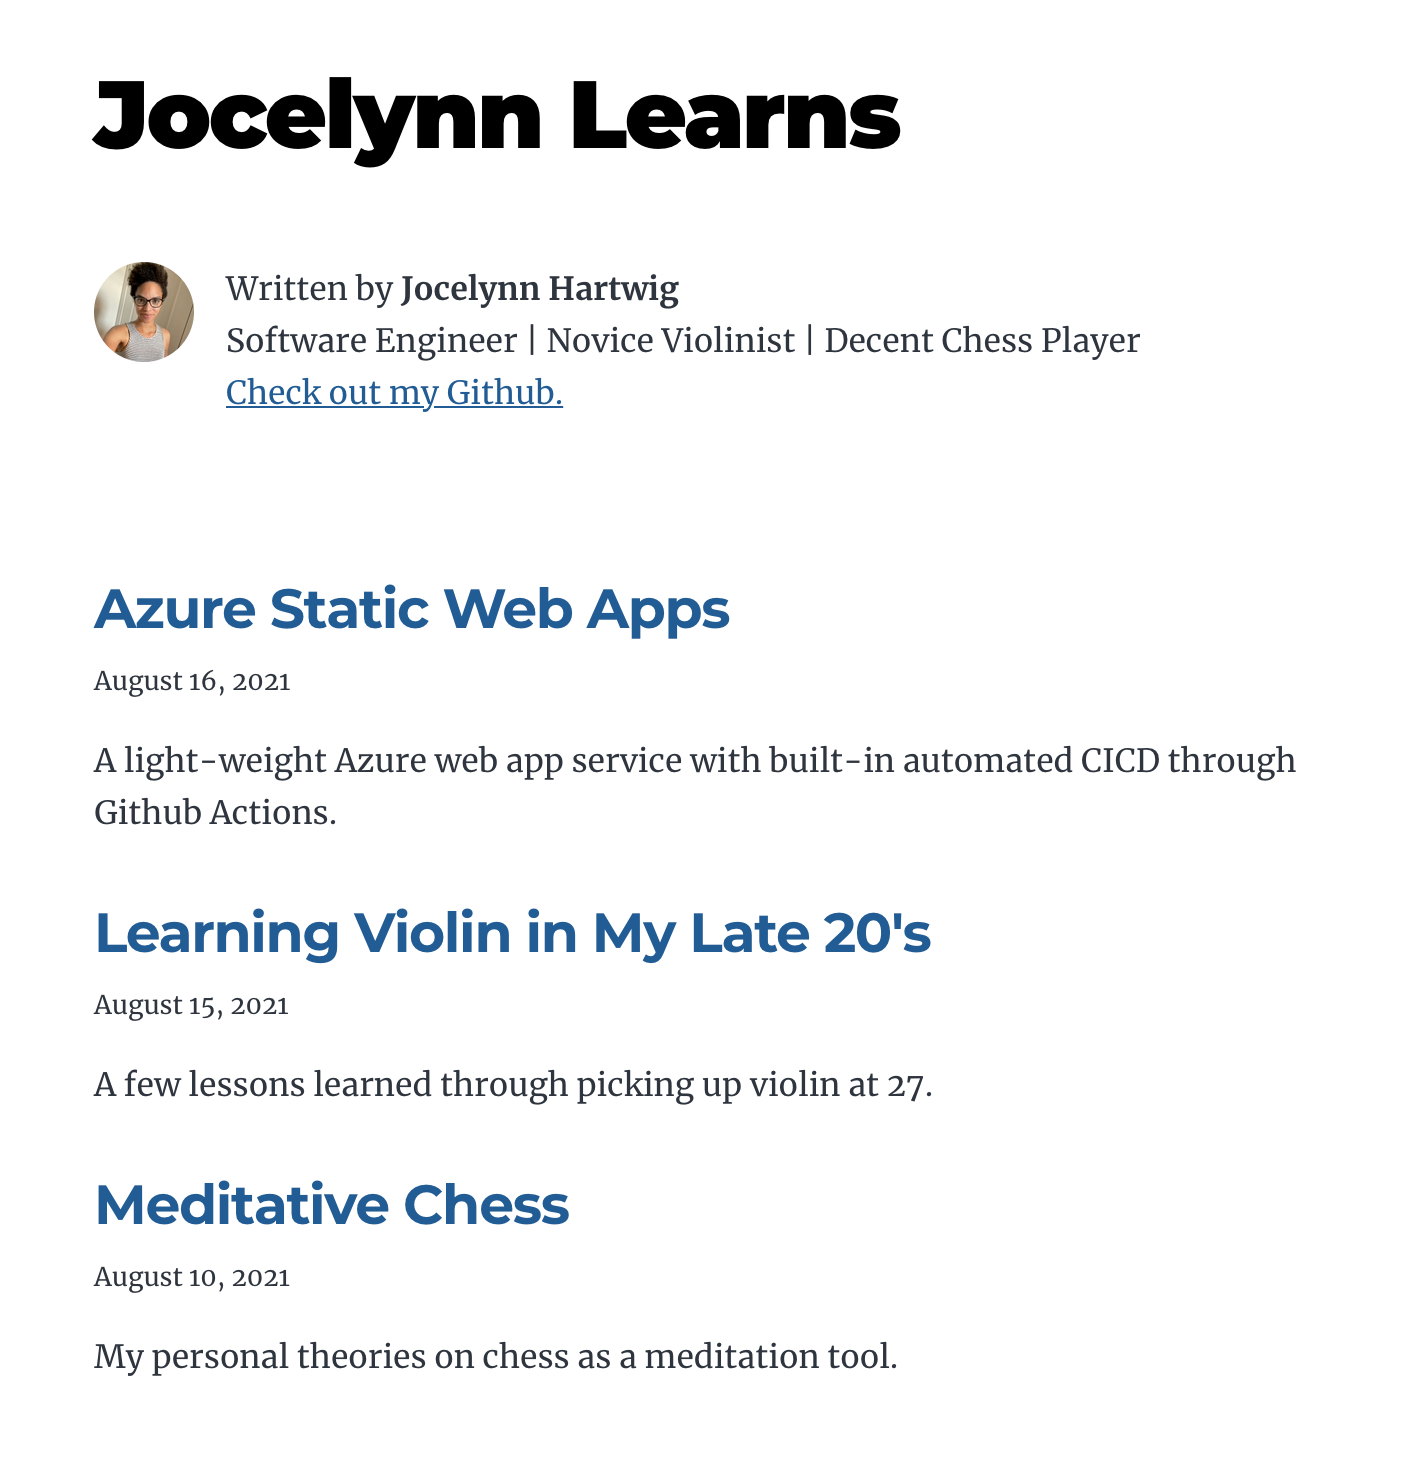 Jocelynn Learns
Written by Jocelynn Hartwig
Software Engineer | Novice Violinist | Decent Chess Player
Check out my Github.
Azure Static Web Apps
August 16, 2021
A light-weight Azure web app service with built-in automated CICD through
Github Actions.
Learning Violin in My Late 20's
August 15, 2021
A few lessons learned through picking up violin at 27.
Meditative Chess
August 10, 2021
My personal theories on chess as a meditation tool.